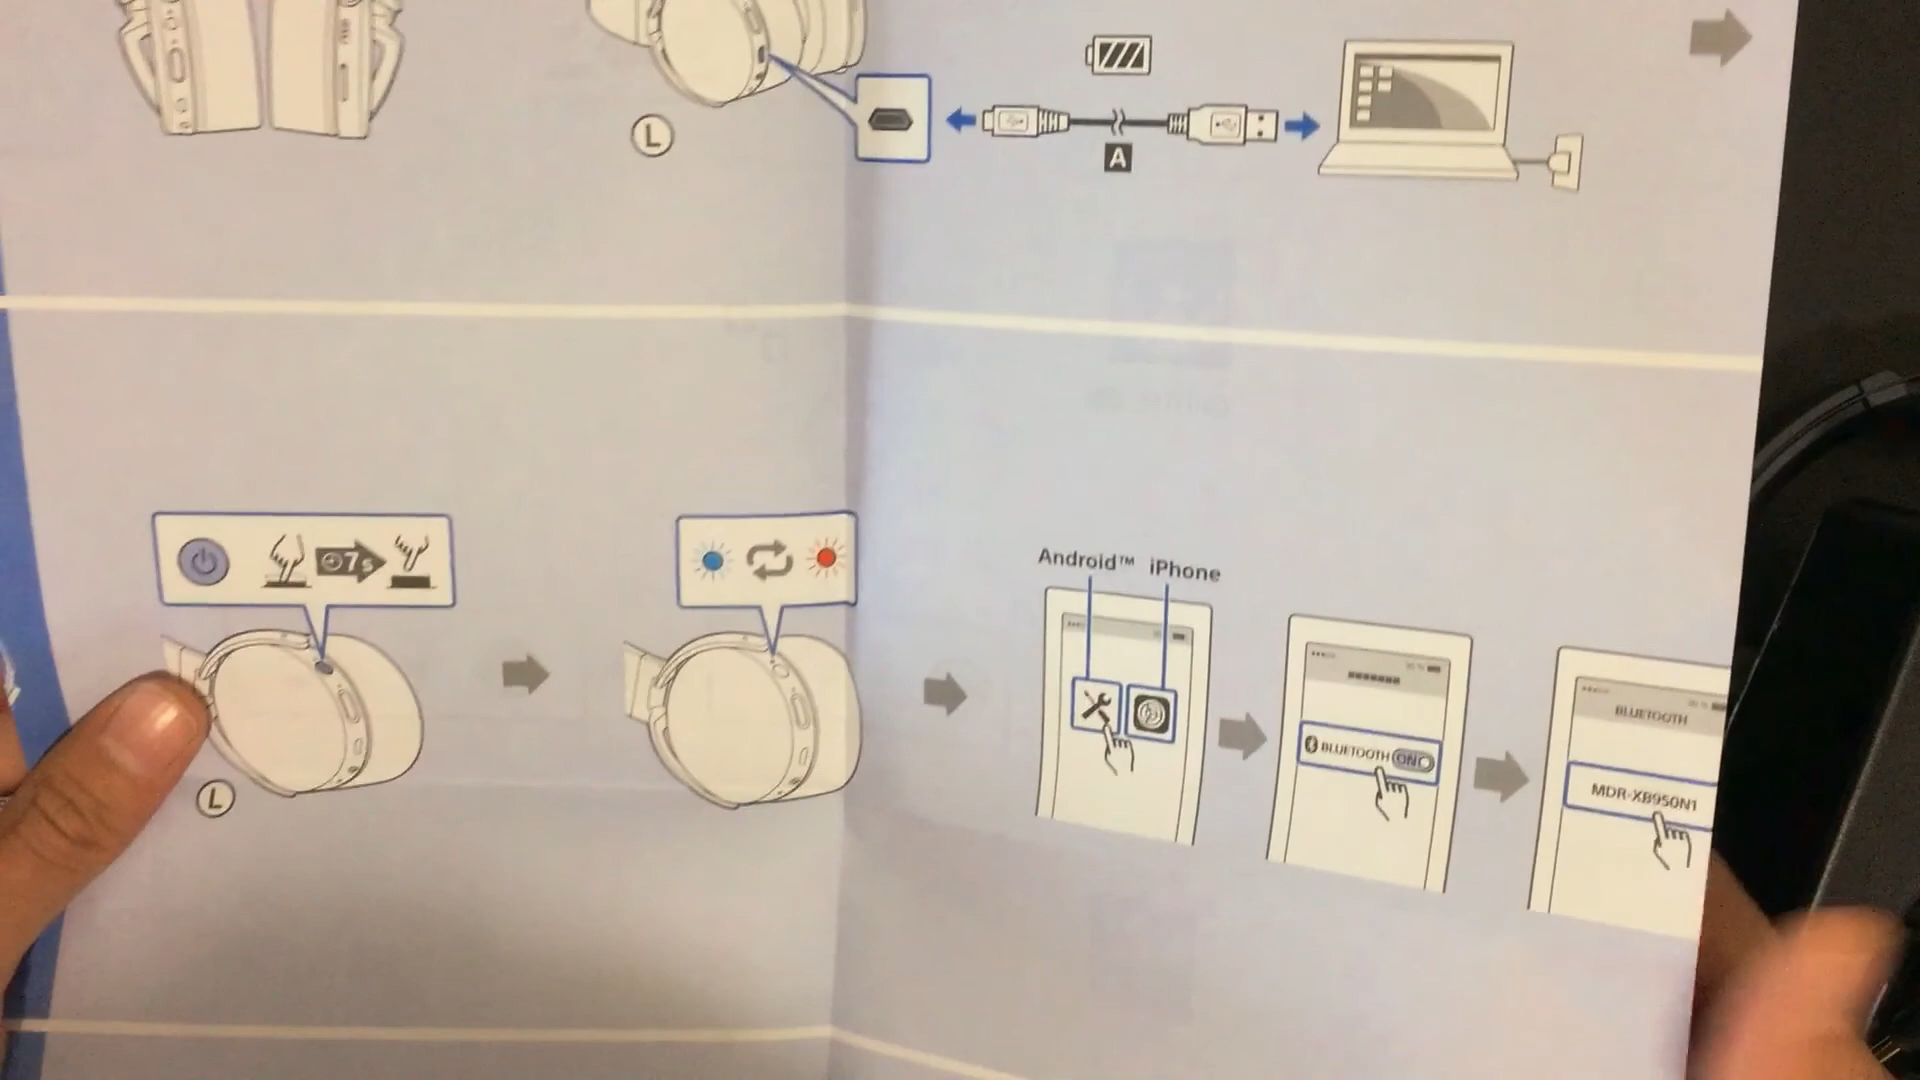 L
A
7s
Android™ iPhone
BLUETOOTH ON
BLUETOOTH
MDR-XB950N1
L